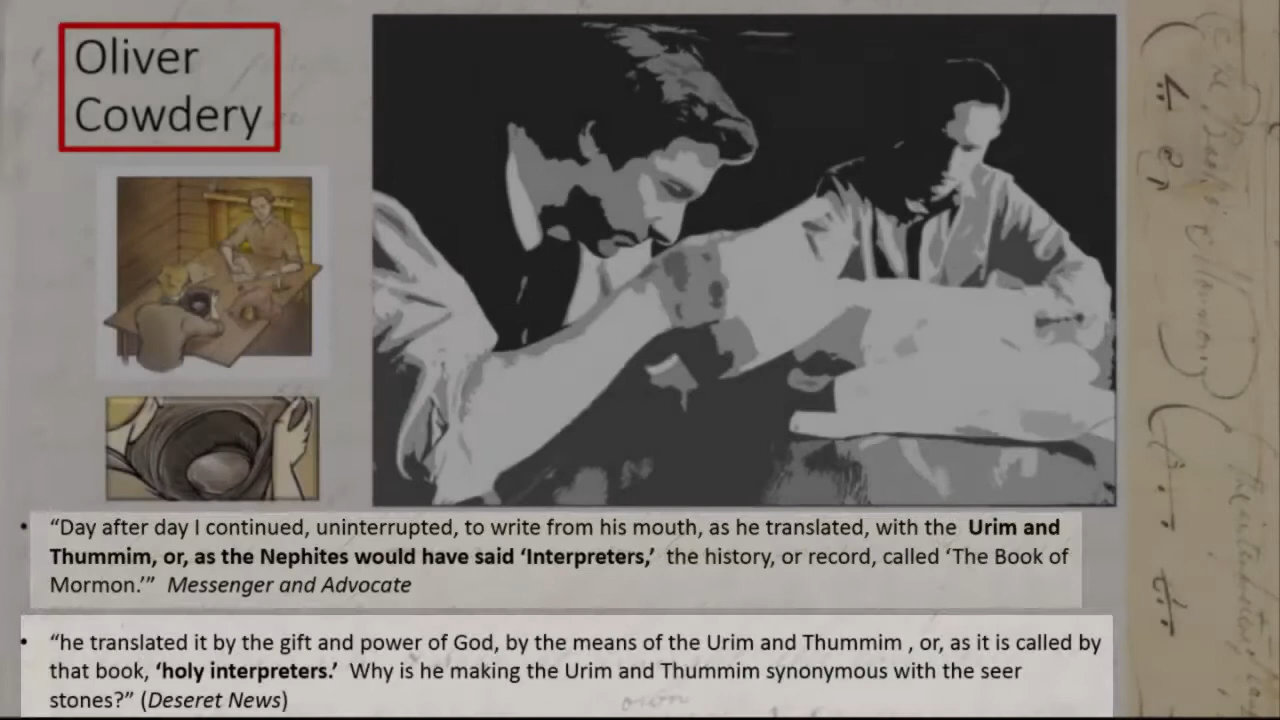 Oliver
Cowdery
• “Day after day I continued, uninterrupted, to write from his mouth, as he translated, with the Urim and
Thummim, or, as the Nephites would have said ‘Interpreters,’ the history, or record, called ‘The Book of
Mormon.’” Messenger and Advocate
• “he translated it by the gift and power of God, by the means of the Urim and Thummim , or, as it is called by
that book, ‘holy interpreters.’ Why is he making the Urim and Thummim synonymous with the seer
stones?” (Deseret News)